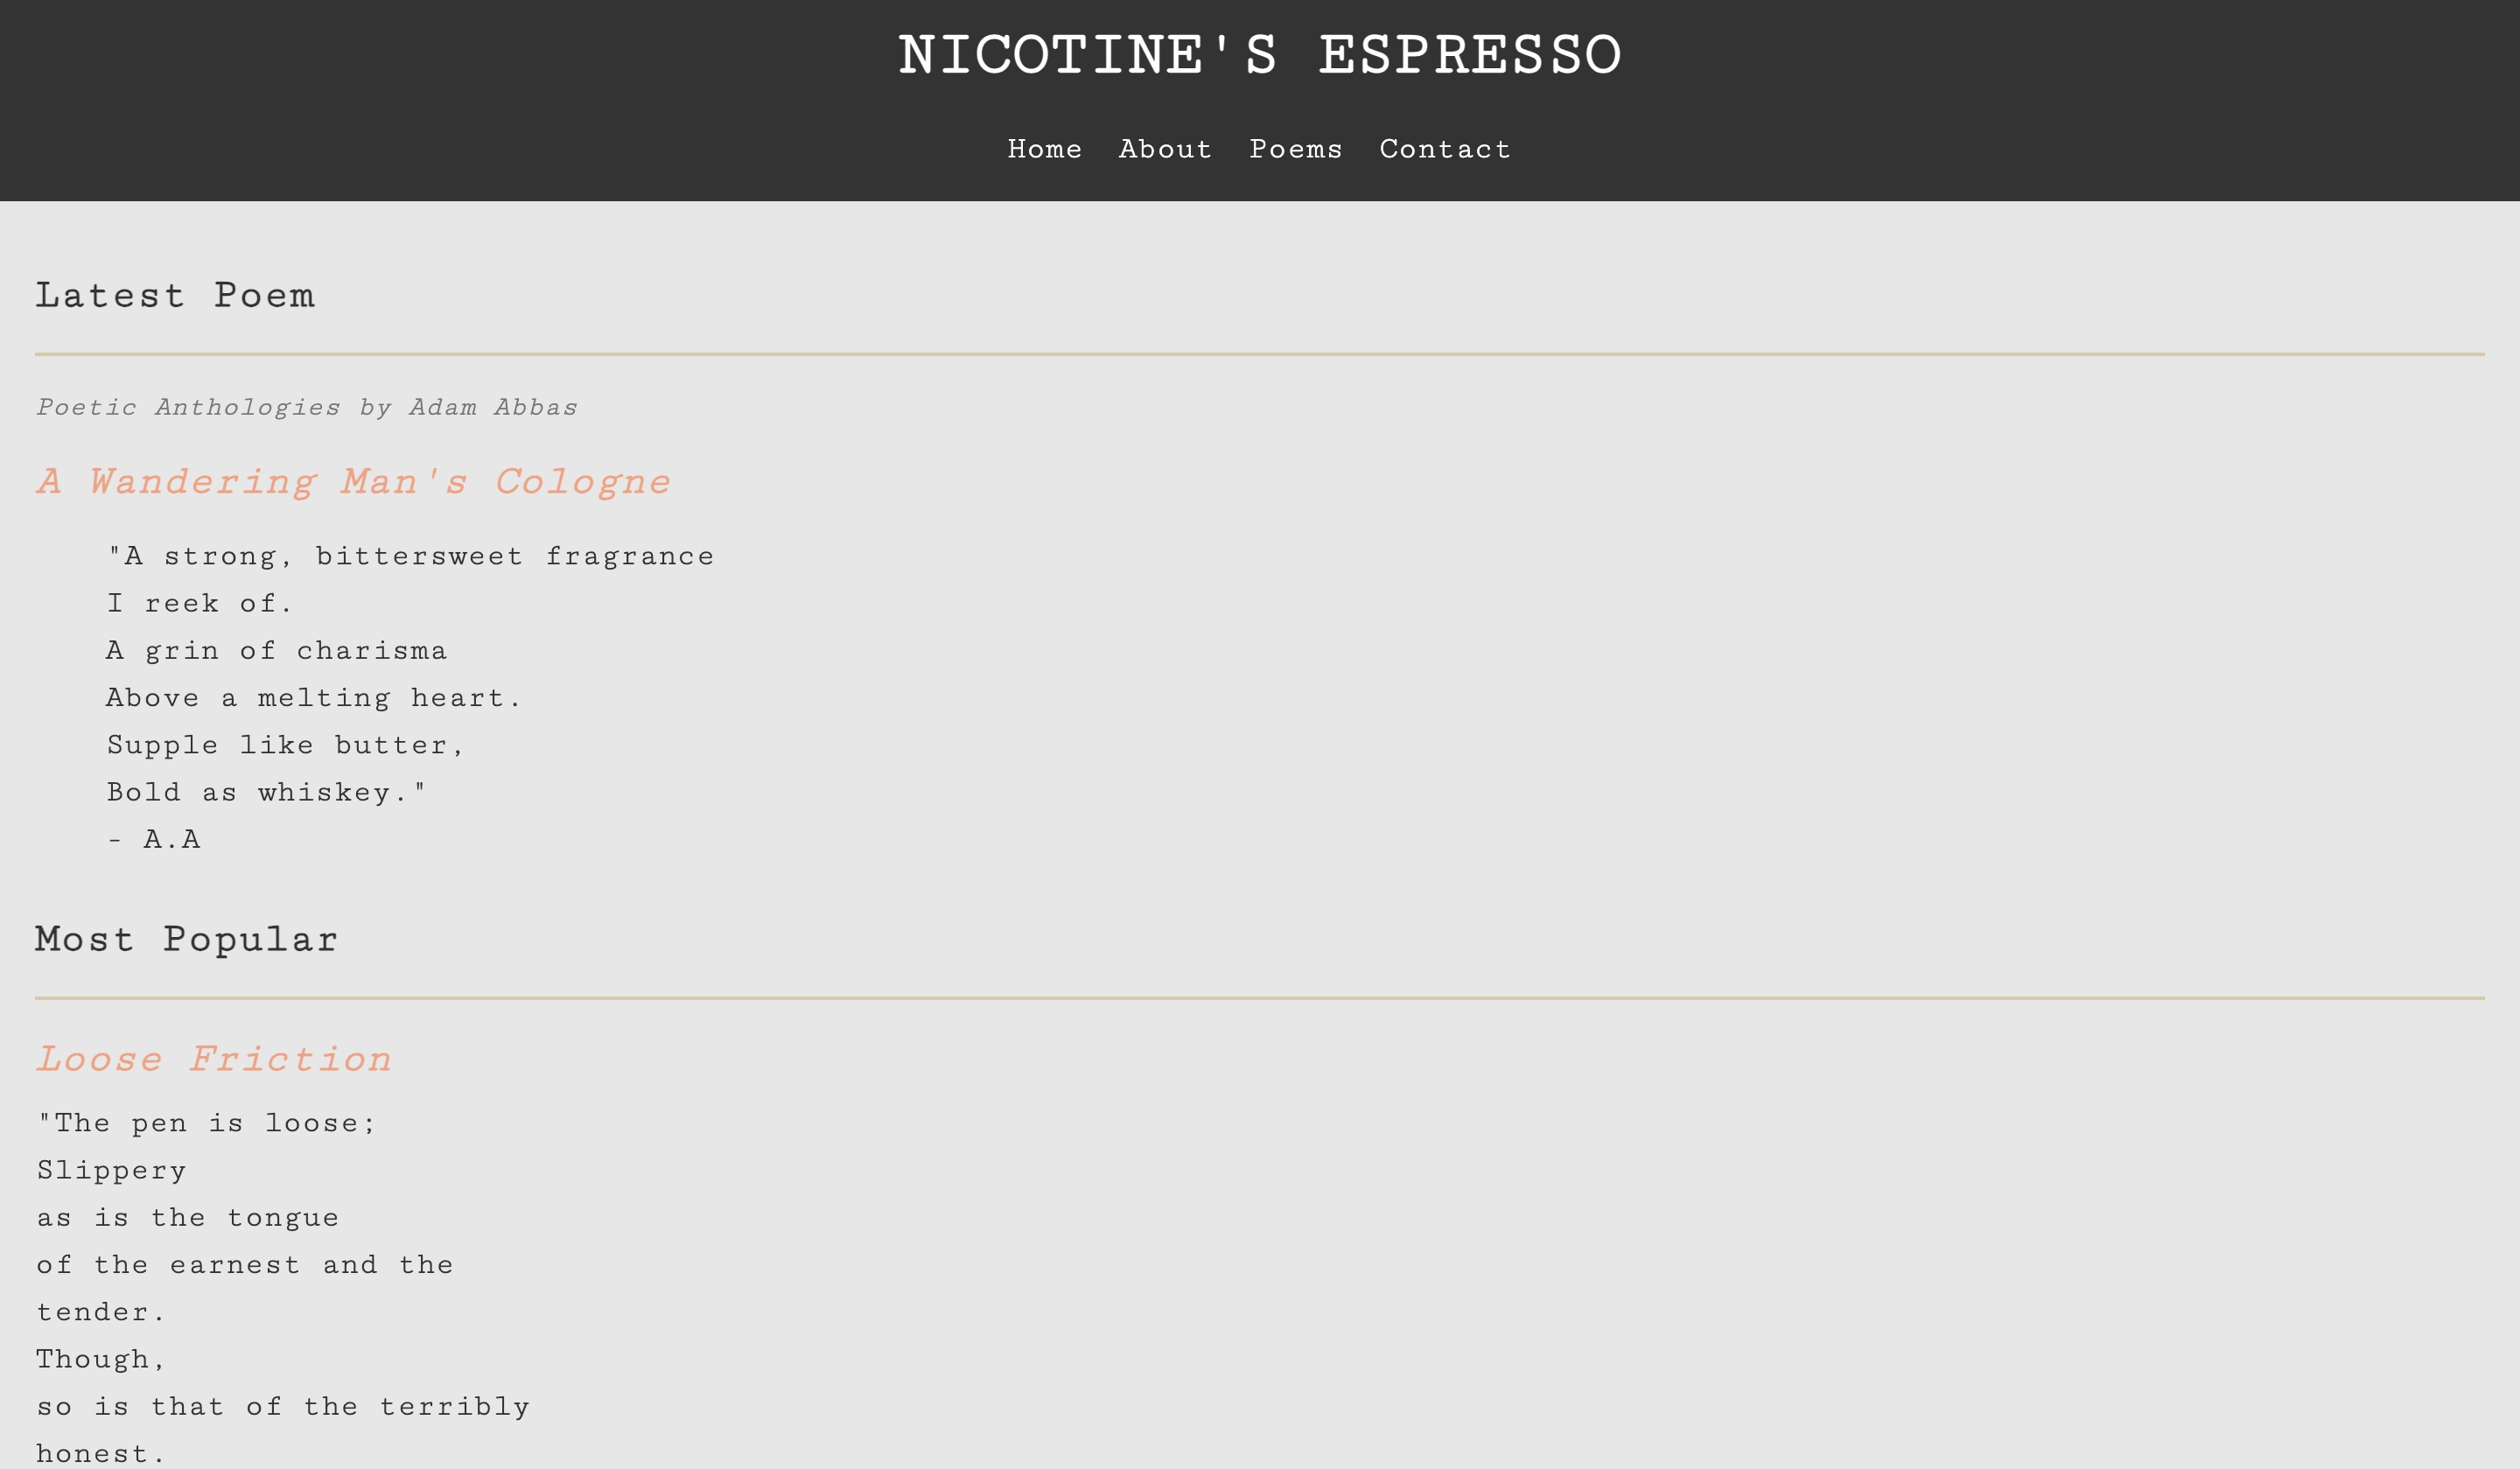 NICOTINE'S ESPRESSO
Home About Poems Contact
Latest Poem
Poetic Anthologies by Adam Abbas
A Wandering Man's Cologne
"A strong, bittersweet fragrance
I reek of.
A grin of charisma
Above a melting heart.
Supple like butter,
Bold as whiskey."
- A.A
Most Popular
Loose Friction
"The pen is loose;
Slippery
as is the tongue
of the earnest and the
tender.
Though,
so is that of the terribly
honest.